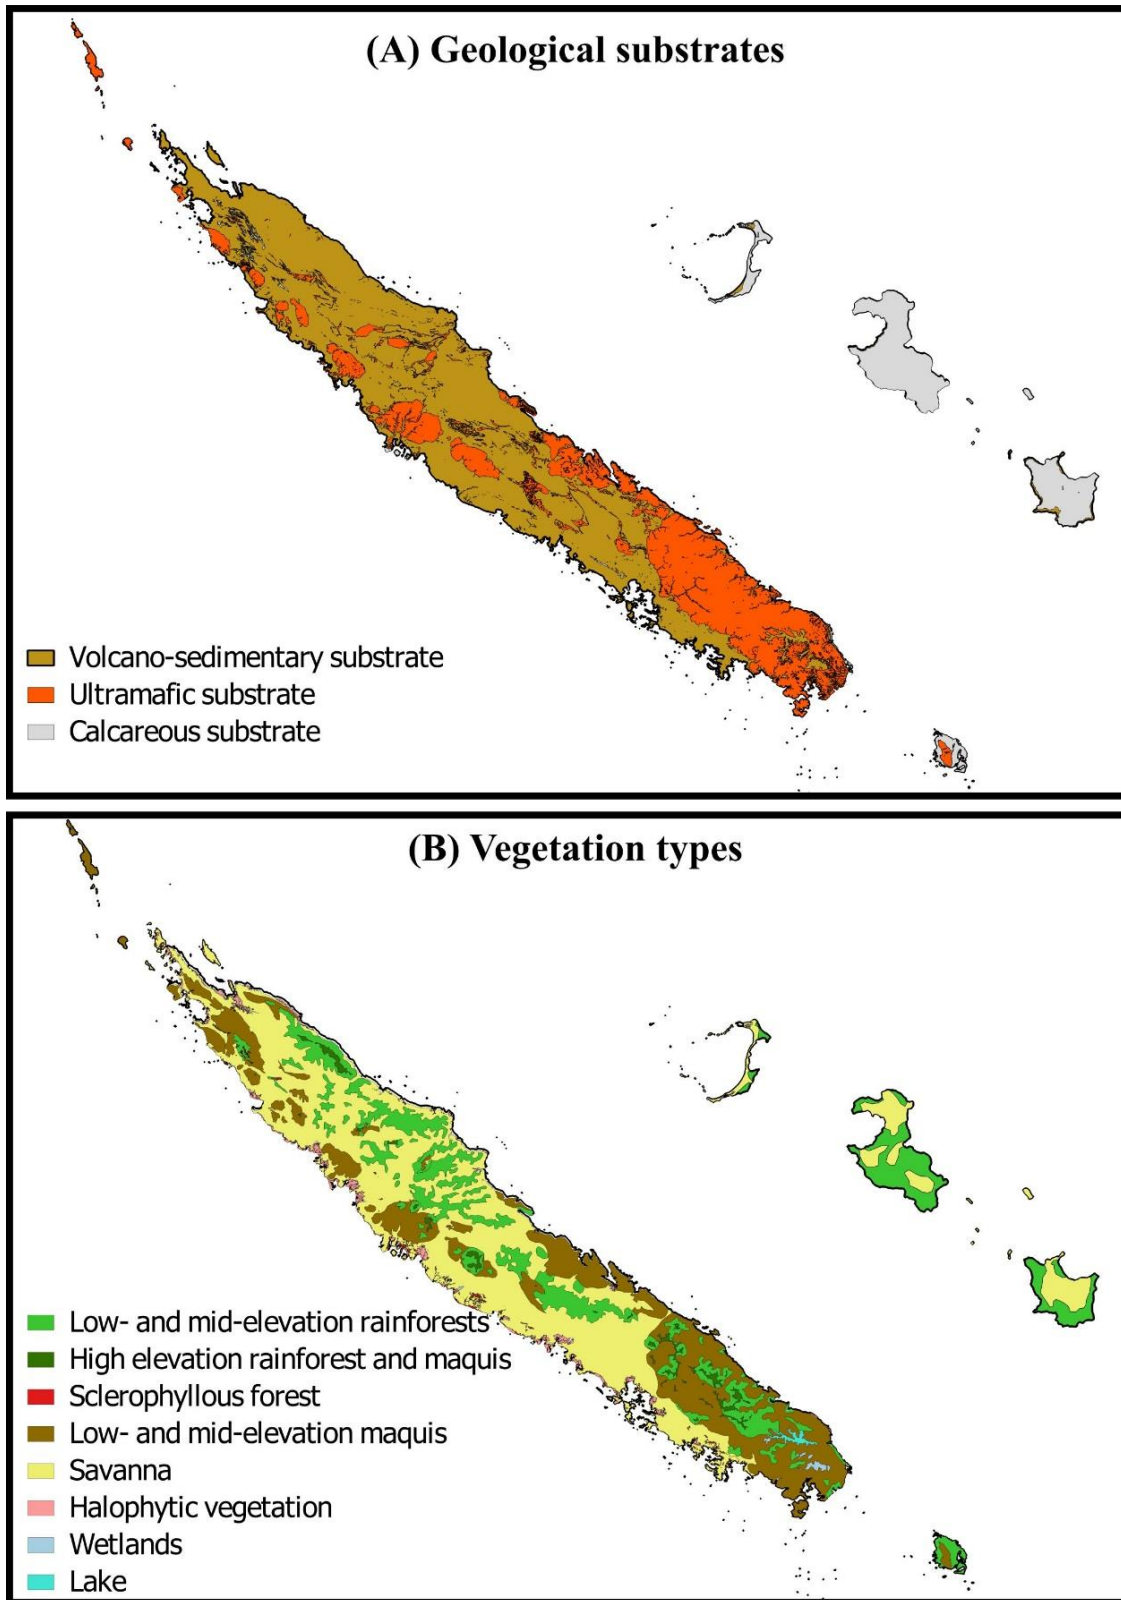 (A) Geological substrates
Volcano-sedimentary substrate
Ultramafic substrate
Calcareous substrate
(B) Vegetation types
Low- and mid-elevation rainforests
High elevation rainforest and maquis
Sclerophyllous forest
Low- and mid-elevation maquis
Savanna
Halophytic vegetation
Wetlands
Lake